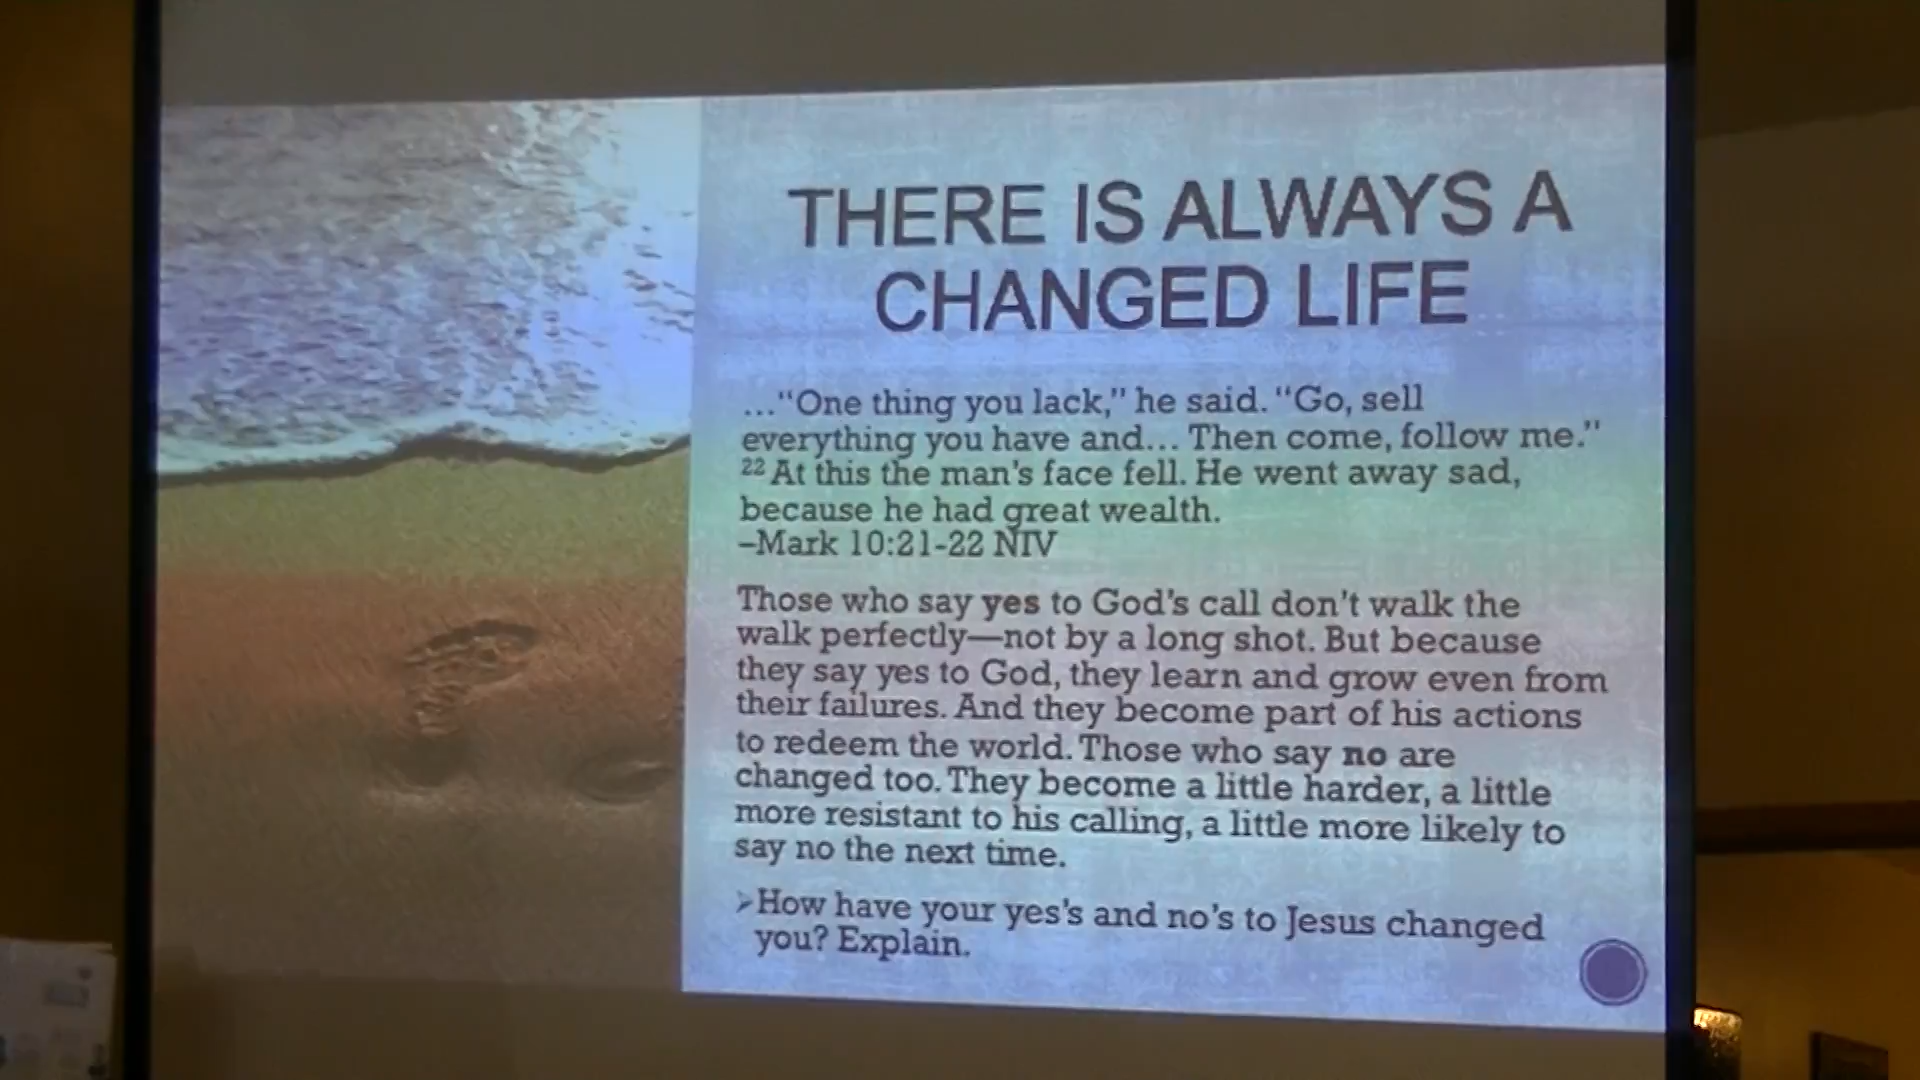 THERE IS ALWAYS A
CHANGED LIFE
…"One thing you lack," he said. "Go, sell
everything you have and… Then come, follow me."
22 At this the man's face fell. He went away sad,
because he had great wealth.
–Mark 10:21-22 NIV
Those who say yes to God's call don't walk the
walk perfectly—not by a long shot. But because
they say yes to God, they learn and grow even from
their failures. And they become part of his actions
to redeem the world. Those who say no are
changed too. They become a little harder, a little
more resistant to his calling, a little more likely to
say no the next time.
➢How have your yes's and no's to Jesus changed
you? Explain.